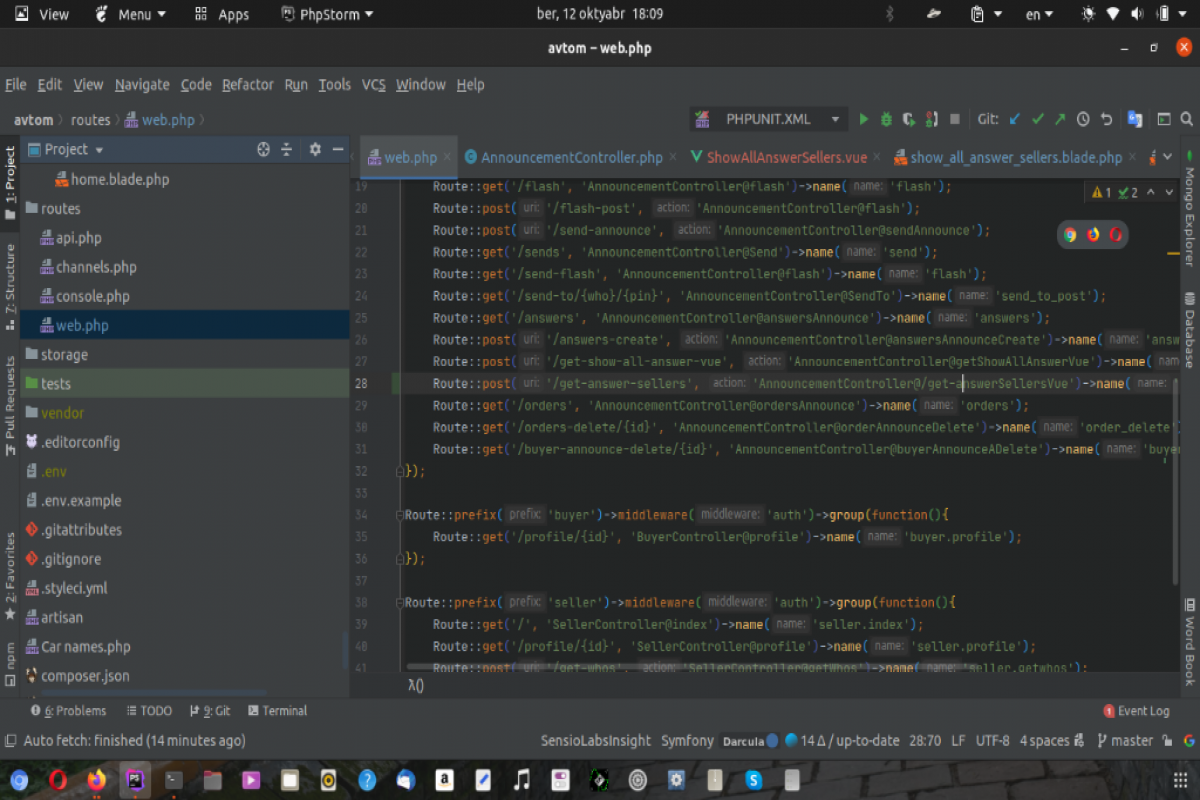 View Menu Apps PhpStorm ber, 12 oktyabr 18:09 en
avtom – web.php
File Edit View Navigate Code Refactor Run Tools VCS Window Help
avtom routes web.php PHPUNIT.XML Git:
Project web.php AnnouncementController.php ShowAllAnswerSellers.vue show_all_answer_sellers.blade.php
1: Project
7: Structure
Pull Requests
2: Favorites
npm
home.blade.php
routes
api.php
channels.php
console.php
web.php
storage
tests
vendor
.editorconfig
.env
.env.example
.gitattributes
.gitignore
.styleci.yml
artisan
Car names.php
composer.json
1 2
19 Route::get('/flash', 'AnnouncementController@flash')->name( name: 'flash');
20 Route::post( uri: '/flash-post', action: 'AnnouncementController@flash');
21 Route::post( uri: '/send-announce', action: 'AnnouncementController@sendAnnounce');
22 Route::get('/sends', 'AnnouncementController@Send')->name( name: 'send');
23 Route::get('/send-flash', 'AnnouncementController@flash')->name( name: 'flash');
24 Route::get('/send-to/{who}/{pin}', 'AnnouncementController@SendTo')->name( name: 'send_to_post');
25 Route::get('/answers', 'AnnouncementController@answersAnnounce')->name( name: 'answers');
26 Route::post( uri: '/answers-create', action: 'AnnouncementController@answersAnnounceCreate')->name( name: 'answ
27 Route::post( uri: '/get-show-all-answer-vue', action: 'AnnouncementController@getShowAllAnswerVue')->name( nam
28 Route::post( uri: '/get-answer-sellers', action: 'AnnouncementController@/get-answerSellersVue')->name( name:
29 Route::get('/orders', 'AnnouncementController@ordersAnnounce')->name( name: 'orders');
30 Route::get('/orders-delete/{id}', 'AnnouncementController@orderAnnounceDelete')->name( name: 'order_delete'
31 Route::get('/buyer-announce-delete/{id}', 'AnnouncementController@buyerAnnounceADelete')->name( name: 'buyer
32 });
33
34 Route::prefix( prefix: 'buyer')->middleware( middleware: 'auth')->group(function(){
35 Route::get('/profile/{id}', 'BuyerController@profile')->name( name: 'buyer.profile');
36 });
37
38 Route::prefix( prefix: 'seller')->middleware( middleware: 'auth')->group(function(){
39 Route::get('/', 'SellerController@index')->name( name: 'seller.index');
40 Route::get('/profile/{id}', 'SellerController@profile')->name( name: 'seller.profile');
41 Route::post( uri: '/get-whos', action: 'SellerController@getWhos')->name( name: 'seller.getwhos');
λ()
Mongo Explorer
Database
Word Book
6: Problems TODO 9: Git Terminal 1 Event Log
Auto fetch: finished (14 minutes ago) SensioLabsInsight Symfony Darcula 14 Δ / up-to-date 28:70 LF UTF-8 4 spaces master